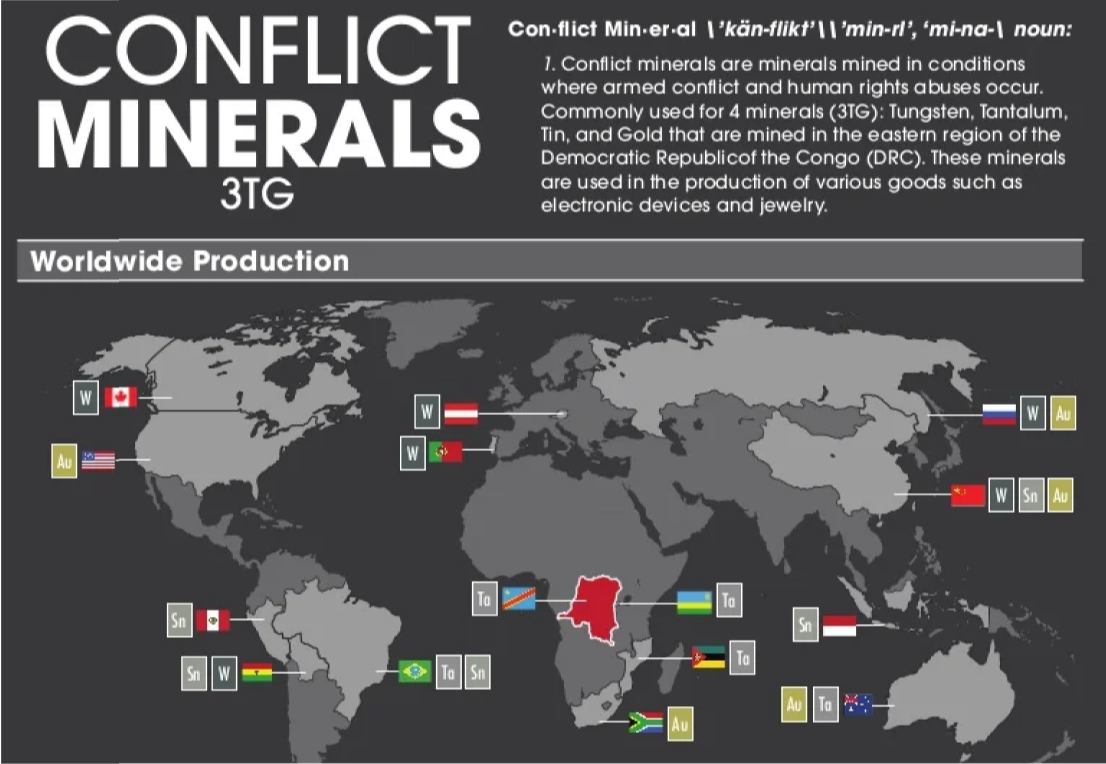 CONFLICT
MINERALS
3TG
Con·flict Min·er·al \'kän-flikt'\\'min-rl', 'mi-na-\ noun:
1. Conflict minerals are minerals mined in conditions
where armed conflict and human rights abuses occur.
Commonly used for 4 minerals (3TG): Tungsten, Tantalum,
Tin, and Gold that are mined in the eastern region of the
Democratic Republicof the Congo (DRC). These minerals
are used in the production of various goods such as
electronic devices and jewelry.
Worldwide Production
W
Au
W
W
W Au
W Sn Au
Sn
Sn W
Ta Sn
Ta
Ta
Ta
Au
Sn
Au Ta